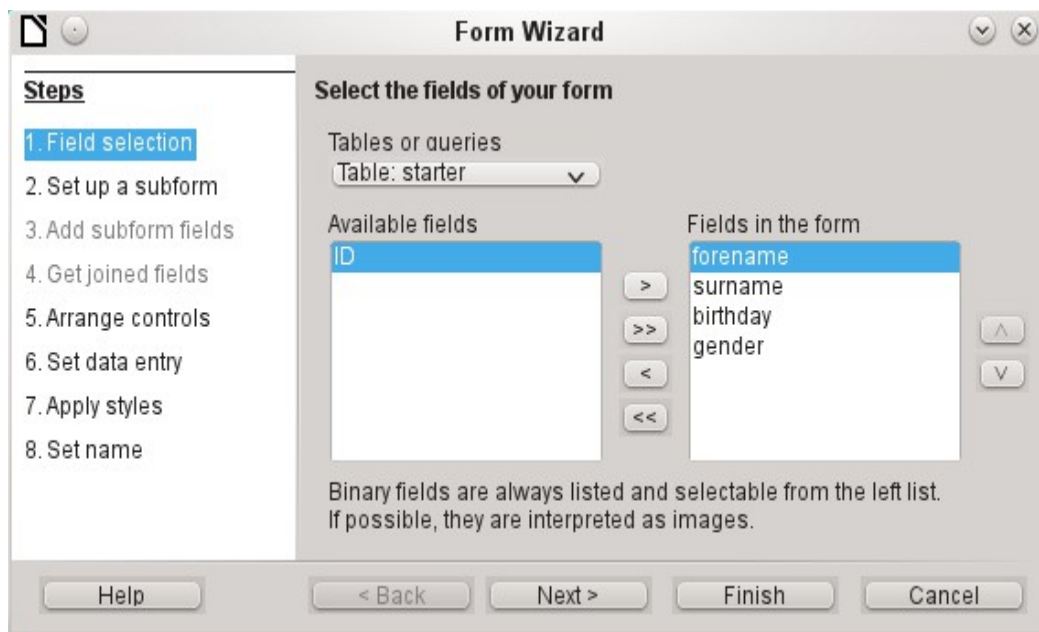 Form Wizard
Steps
1. Field selection
2. Set up a subform
3. Add subform fields
4. Get joined fields
5. Arrange controls
6. Set data entry
7. Apply styles
8. Set name
Select the fields of your form
Tables or queries
Table: starter
Available fields
ID
>
>>
<
<<
Fields in the form
forename
surname
birthday
gender
Binary fields are always listed and selectable from the left list.
If possible, they are interpreted as images.
Help
< Back
Next >
Finish
Cancel